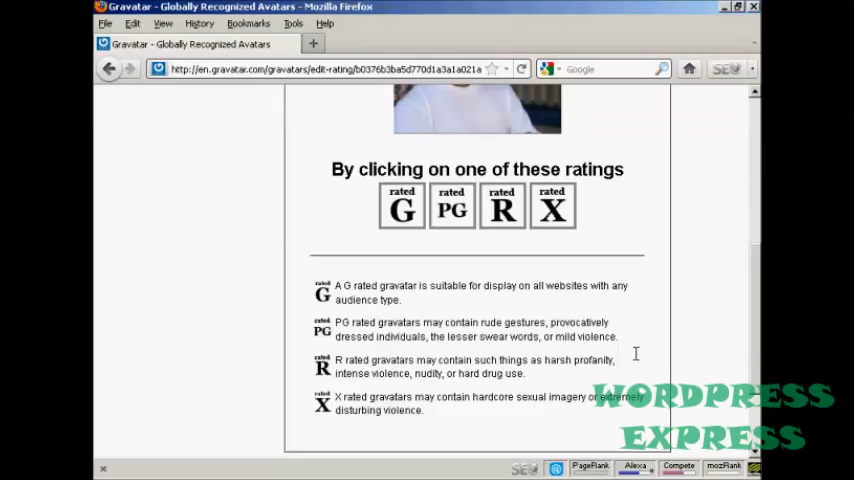 Gravatar - Globally Recognized Avatars - Mozilla Firefox
File Edit View History Bookmarks Tools Help
Gravatar - Globally Recognized Avatars
http://en.gravatar.com/gravatars/edit-rating/b0376b3ba5d770d1a3a1a021a
Google
SEO
By clicking on one of these ratings
rated rated rated rated
G PG R X
rated
G
A G rated gravatar is suitable for display on all websites with any
audience type.
rated
PG
PG rated gravatars may contain rude gestures, provocatively
dressed individuals, the lesser swear words, or mild violence.
rated
R
R rated gravatars may contain such things as harsh profanity,
intense violence, nudity, or hard drug use.
rated
X
X rated gravatars may contain hardcore sexual imagery or extremely
disturbing violence.
WORDPRESS
EXPRESS
SEO PageRank Alexa Compete mozRank